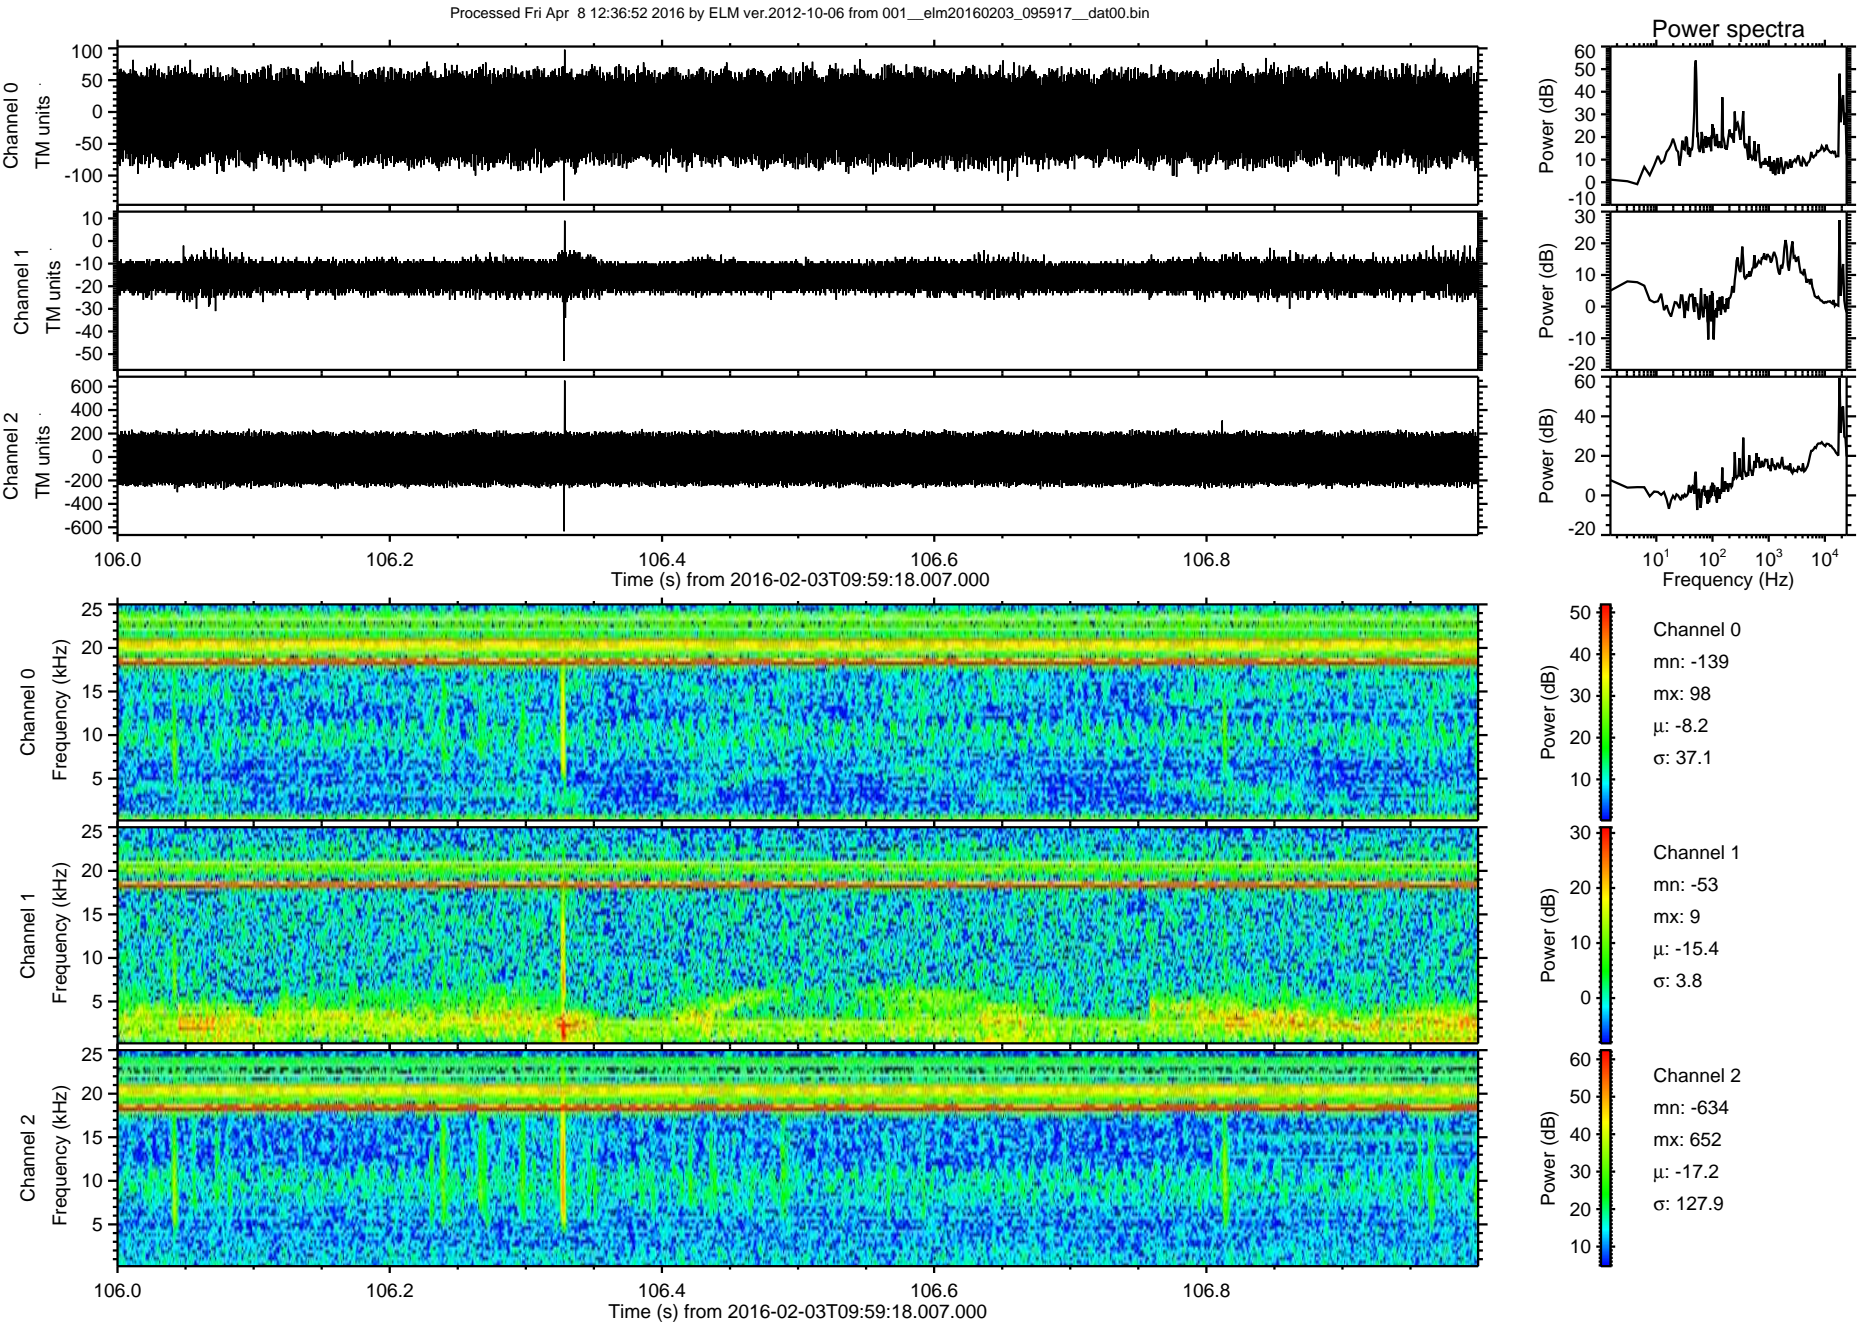 Processed Fri Apr  8 12:36:52 2016 by ELM ver.2012-10-06 from 001__elm20160203_095917__dat00.bin
Power spectra
Channel 0
TM units
100
50
0
-50
-100
Power (dB)
60
50
40
30
20
10
0
-10
Channel 1
TM units
10
0
-10
-20
-30
-40
-50
Power (dB)
30
20
10
0
-10
-20
Channel 2
TM units
600
400
200
0
-200
-400
-600
Power (dB)
60
40
20
0
-20
106.0 106.2 106.4 106.6 106.8
Time (s) from 2016-02-03T09:59:18.007.000
10^1 10^2 10^3 10^4
Frequency (Hz)
Channel 0
Frequency (kHz)
25
20
15
10
5
Power (dB)
50
40
30
20
10
Channel 0
mn: -139
mx: 98
μ: -8.2
σ: 37.1
Channel 1
Frequency (kHz)
25
20
15
10
5
Power (dB)
30
20
10
0
Channel 1
mn: -53
mx: 9
μ: -15.4
σ: 3.8
Channel 2
Frequency (kHz)
25
20
15
10
5
Power (dB)
60
50
40
30
20
10
Channel 2
mn: -634
mx: 652
μ: -17.2
σ: 127.9
106.0 106.2 106.4 106.6 106.8
Time (s) from 2016-02-03T09:59:18.007.000